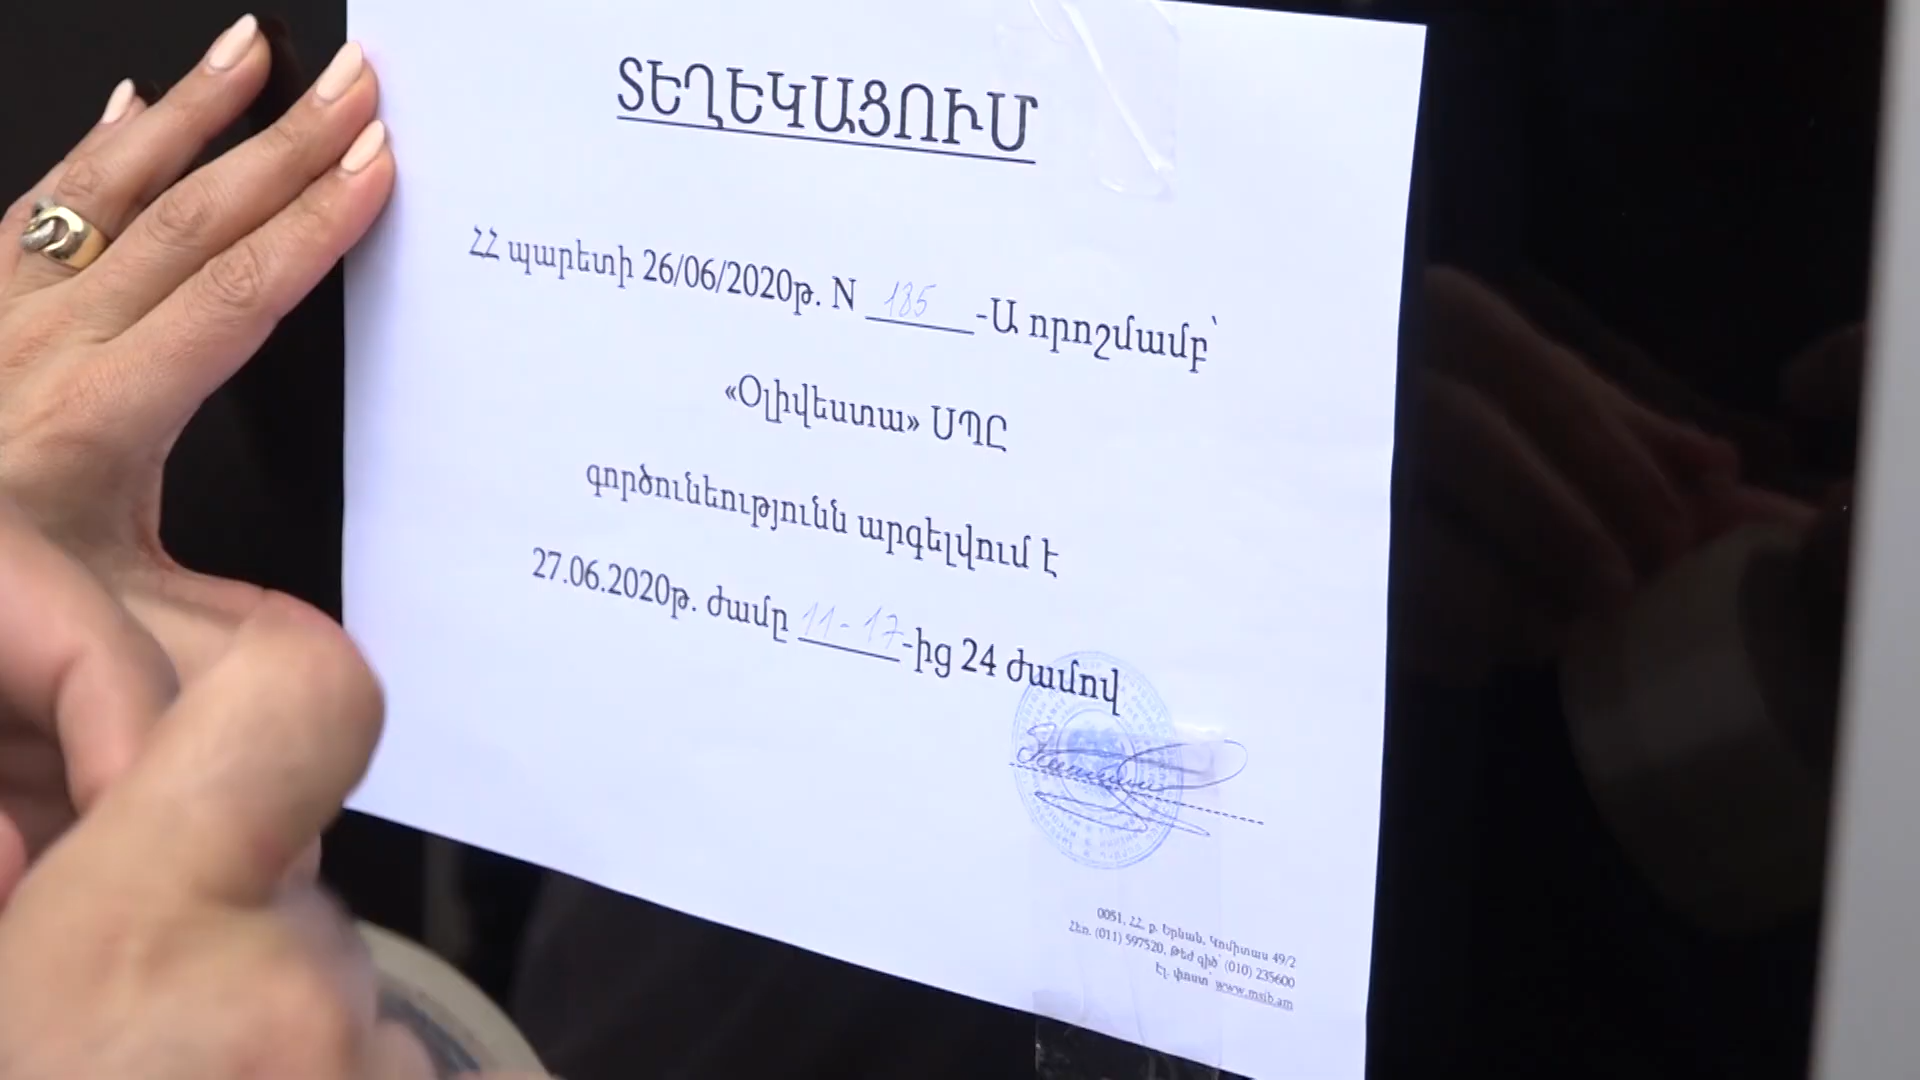 ՏԵՂԵԿԱՑՈՒՄ
ՀՀ պարետի 26/06/2020թ. N 185 -Ա որոշմամբ՝
«Օլիվեստա» ՍՊԸ
գործունեությունն արգելվում է
27.06.2020թ. ժամը 11-17-ից 24 ժամով
0051, ՀՀ, ք. Երևան, Կոմիտաս 49/2
Հեռ. (011) 597520, Թեժ գիծ՝ (010) 235600
Էլ. փոստ՝ www.msib.am